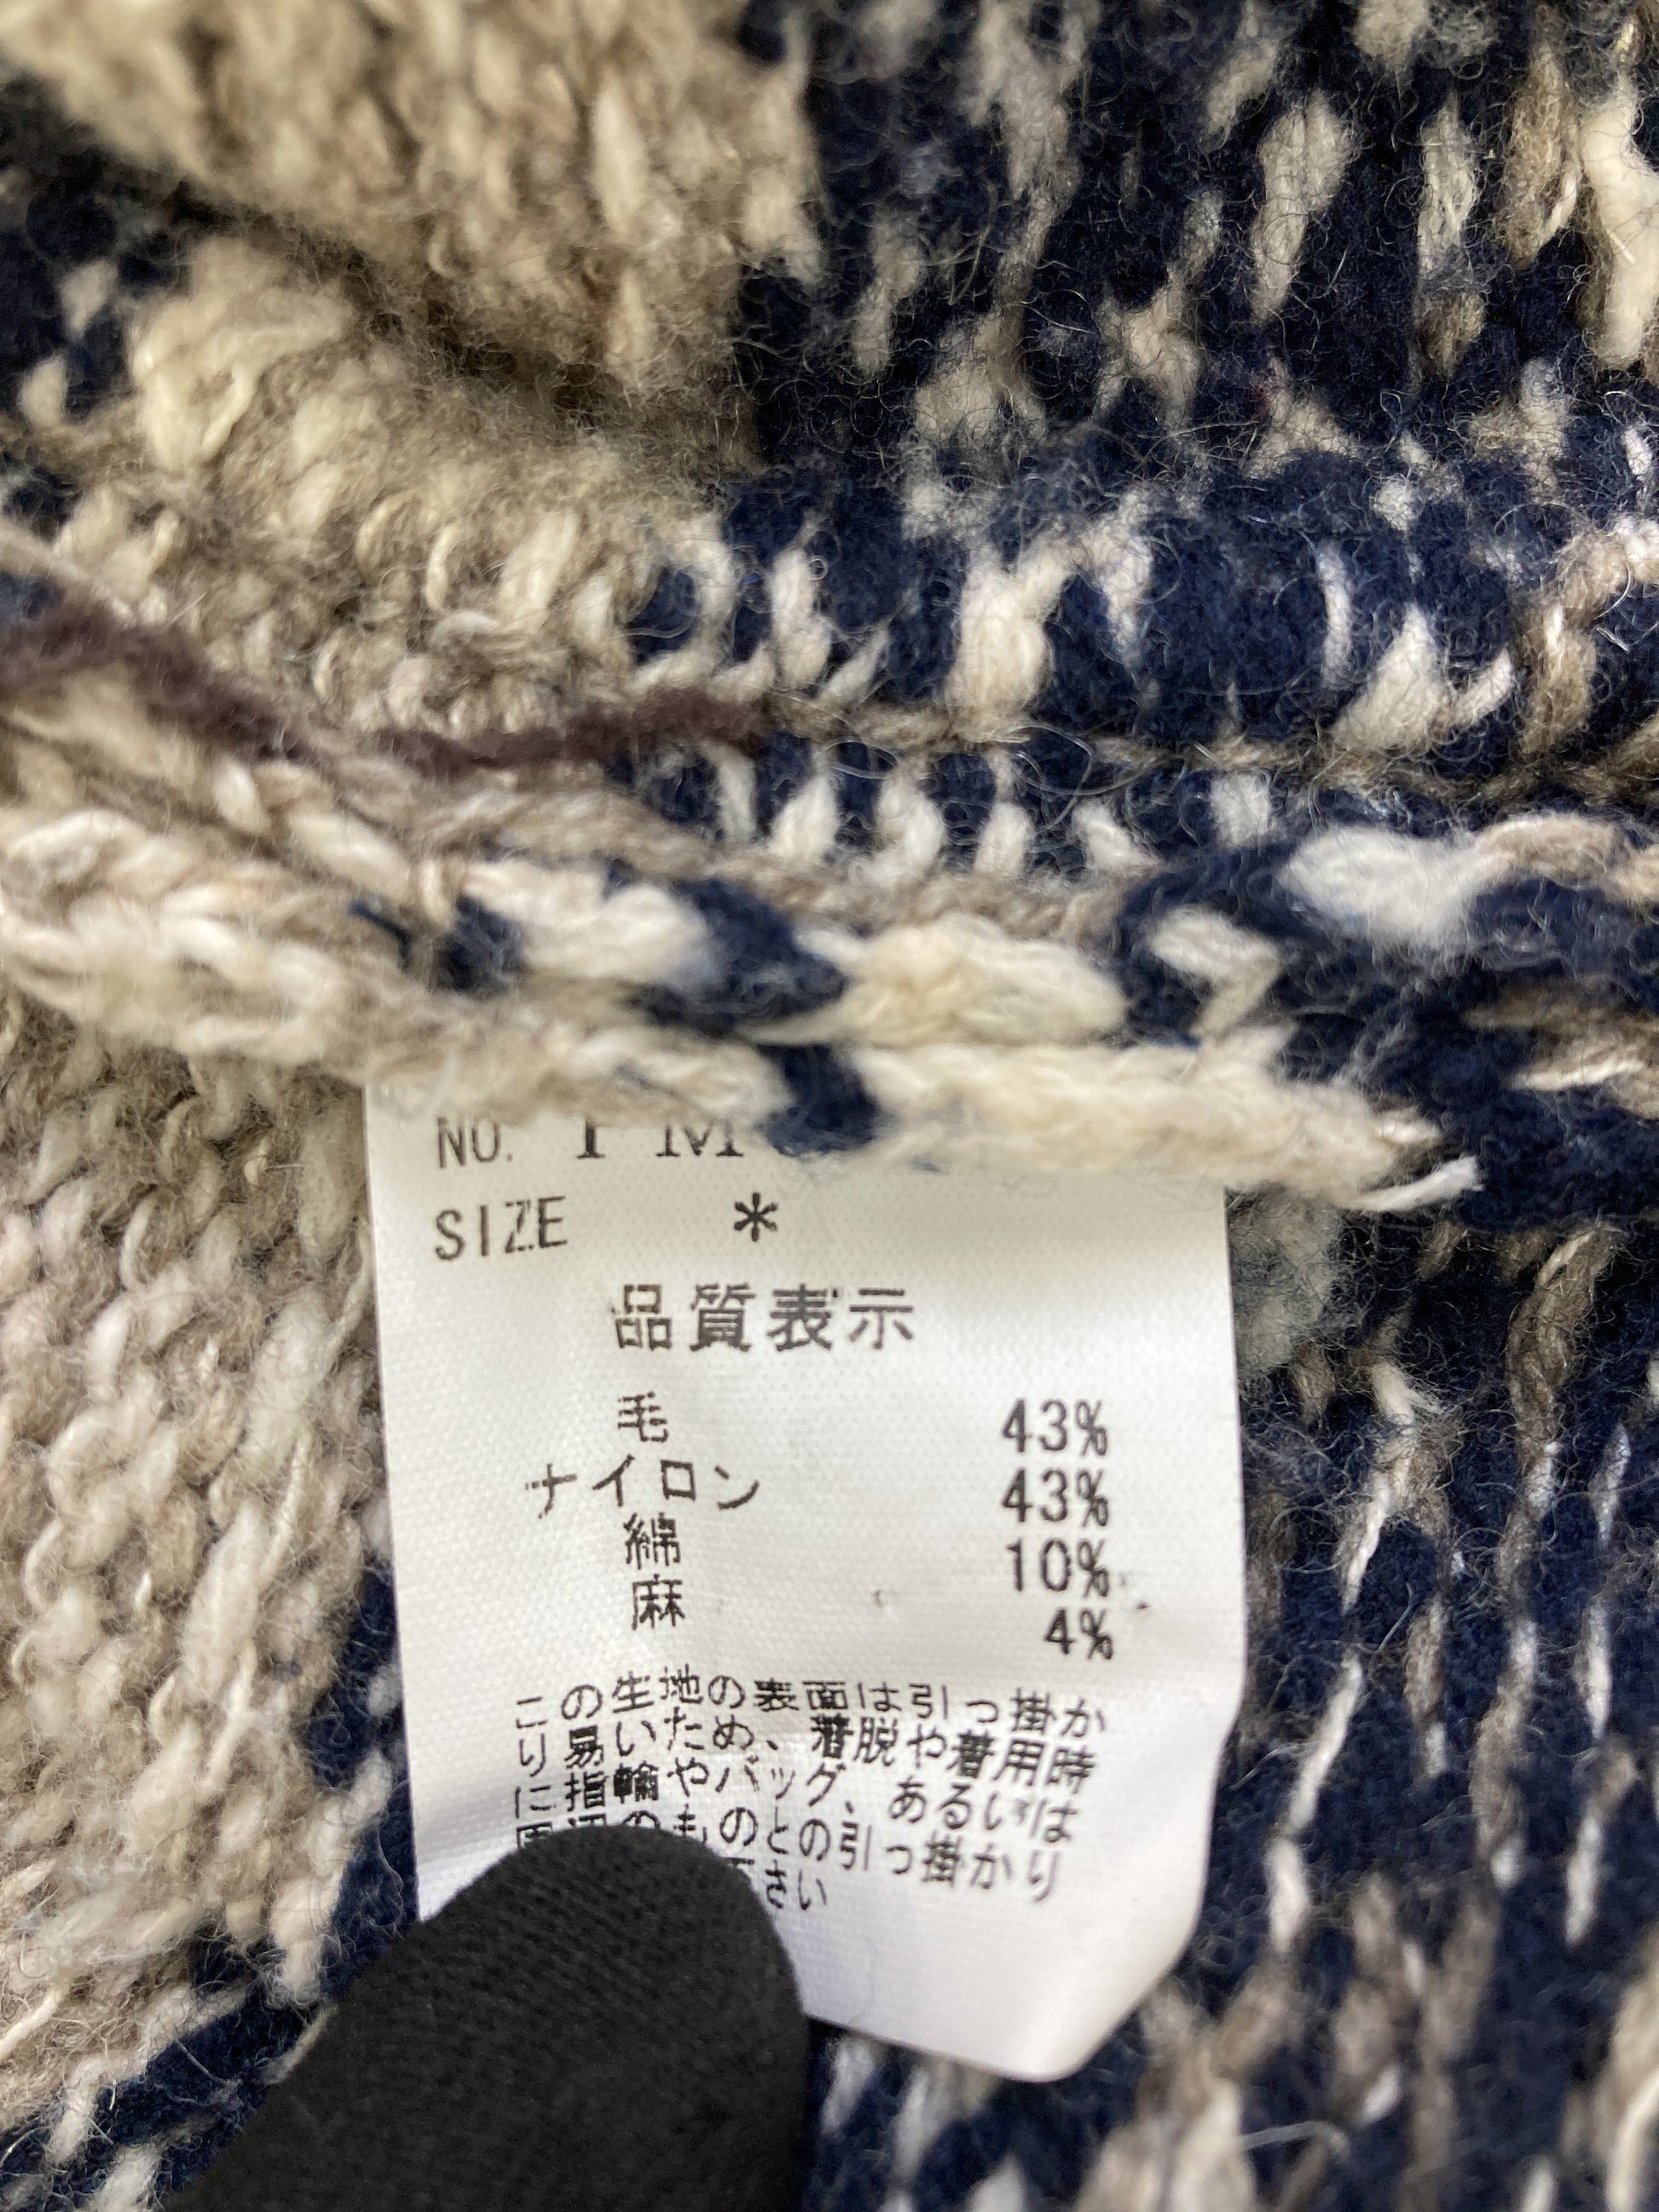 NO.
SIZE *
品質表示
毛 43%
ナイロン 43%
綿 10%
麻 4%
この生地の表面は引っ掛か
り易いため、着脱や着用時
に指輪やバッグ、あるいは
のものとの引っ掛かり
さい